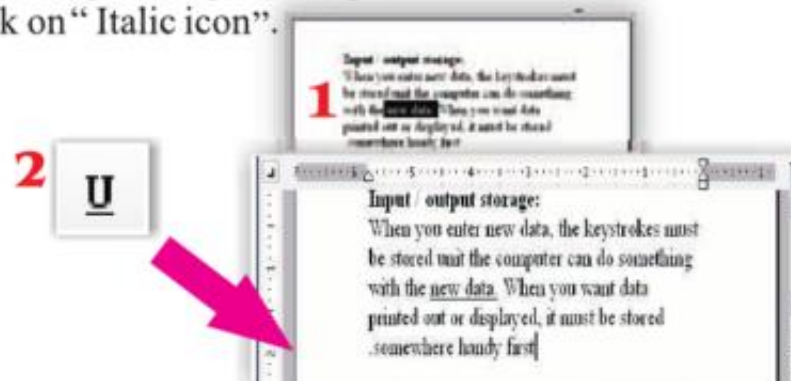 k on “ Italic icon”.
1
Input / output storage:
When you enter new data, the keystrokes must
be stored unit the computer can do something
with the new data. When you want data
printed out or displayed, it must be stored
.somewhere handy first
2
U
Input / output storage:
When you enter new data, the keystrokes must
be stored unit the computer can do something
with the new data. When you want data
printed out or displayed, it must be stored
.somewhere handy first